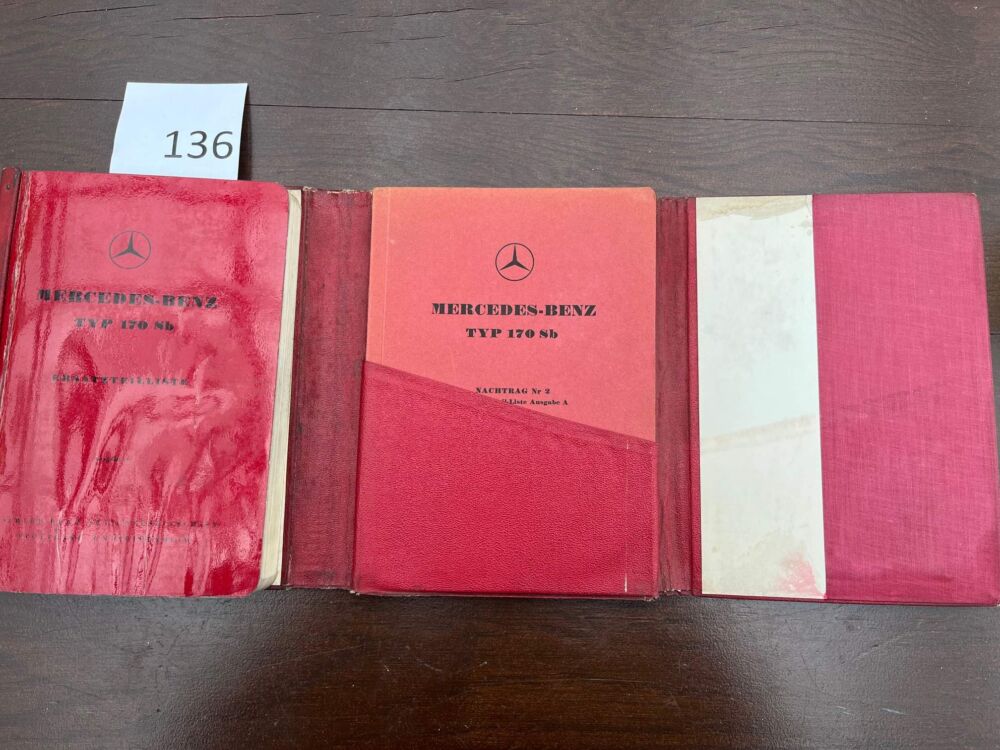 136
MERCEDES-BENZ
TYP 170 Sb
ERSATZTEILLISTE
MERCEDES-BENZ
TYP 170 Sb
NACHTRAG Nr 2
-Liste Ausgabe A